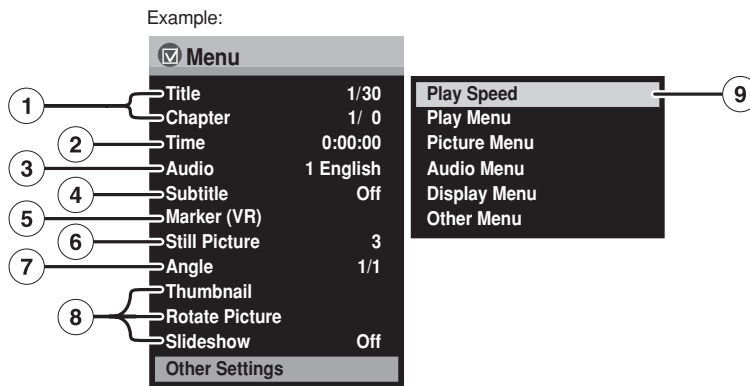 Example:
Menu
1
Title 1/30
Chapter 1/ 0
2
Time 0:00:00
3
Audio 1 English
4
Subtitle Off
5
Marker (VR)
6
Still Picture 3
7
Angle 1/1
8
Thumbnail
Rotate Picture
Slideshow Off
Other Settings
Play Speed
9
Play Menu
Picture Menu
Audio Menu
Display Menu
Other Menu